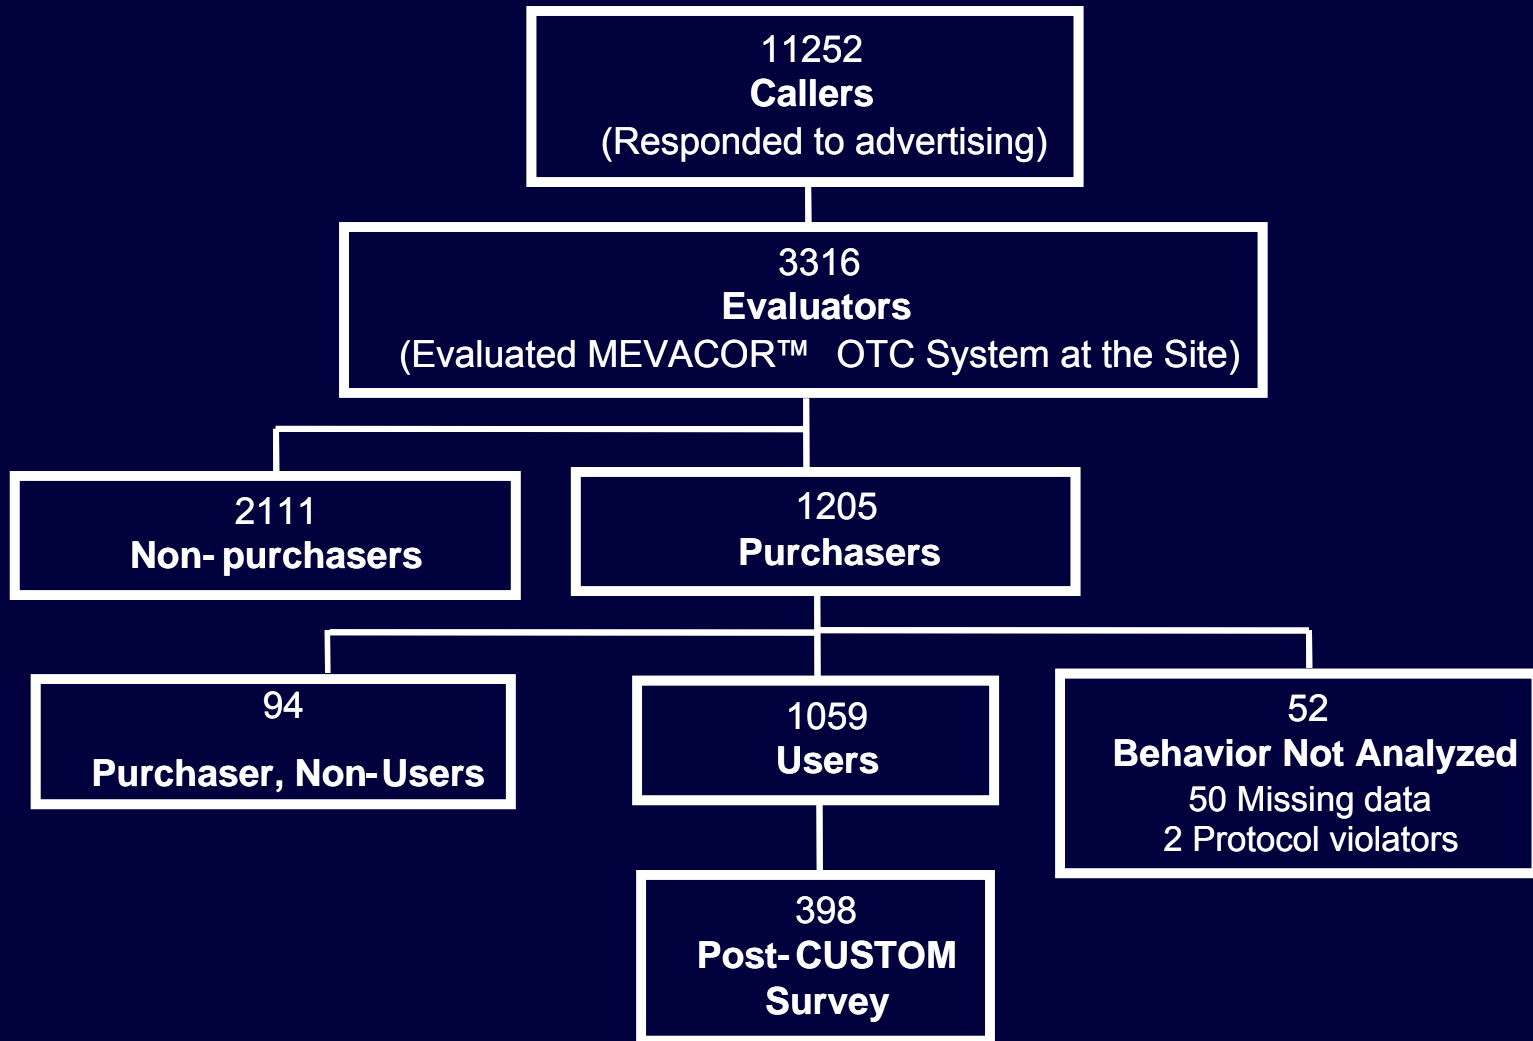 11252
Callers
(Responded to advertising)
3316
Evaluators
(Evaluated MEVACOR™ OTC System at the Site)
2111
Non-purchasers
1205
Purchasers
94
Purchaser, Non-Users
1059
Users
52
Behavior Not Analyzed
50 Missing data
2 Protocol violators
398
Post-CUSTOM
Survey